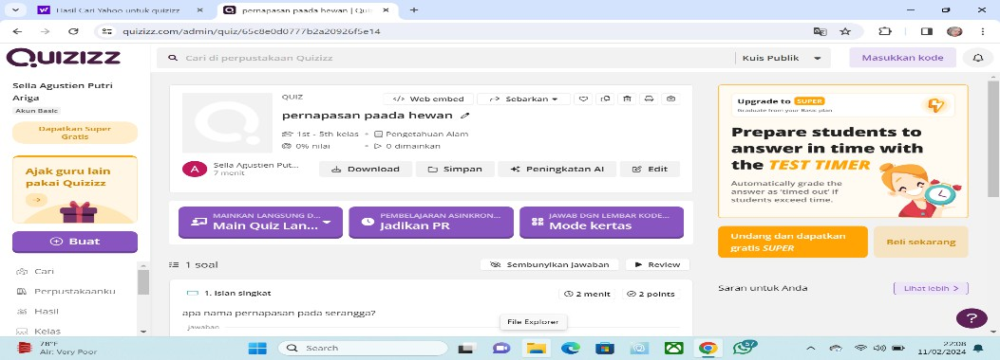 Hasil Cari Yahoo untuk quizizz
pernapasan paada hewan | Qui
quizizz.com/admin/quiz/65c8e0d0777b2a20926f5e14
QUIZIZZ
Cari di perpustakaan Quizizz
Kuis Publik
Masukkan kode
Sella Agustien Putri
Ariga
Akun Basic
Dapatkan Super
Gratis
Ajak guru lain
pakai Quizizz
Buat
Cari
Perpustakaanku
Hasil
Kelas
QUIZ
Web embed
Sebarkan
pernapasan paada hewan
1st - 5th kelas
Pengetahuan Alam
0% nilai
0 dimainkan
A
Sella Agustien Put...
7 menit
Download
Simpan
Peningkatan AI
Edit
MAINKAN LANGSUNG D...
Main Quiz Lan...
PEMBELAJARAN ASINKRON...
Jadikan PR
JAWAB DGN LEMBAR KODE...
Mode kertas
1 soal
Sembunyikan jawaban
Review
1. Isian singkat
2 menit
2 points
apa nama pernapasan pada serangga?
jawaban
File Explorer
Upgrade to SUPER
Graduate from your Basic plan
Prepare students to
answer in time with
the TEST TIMER
Automatically grade the
answer as 'timed out' if
students exceed time.
Undang dan dapatkan
gratis SUPER
Beli sekarang
Saran untuk Anda
Lihat lebih >
?
78°F
Air: Very Poor
Search
57
22:08
11/02/2024